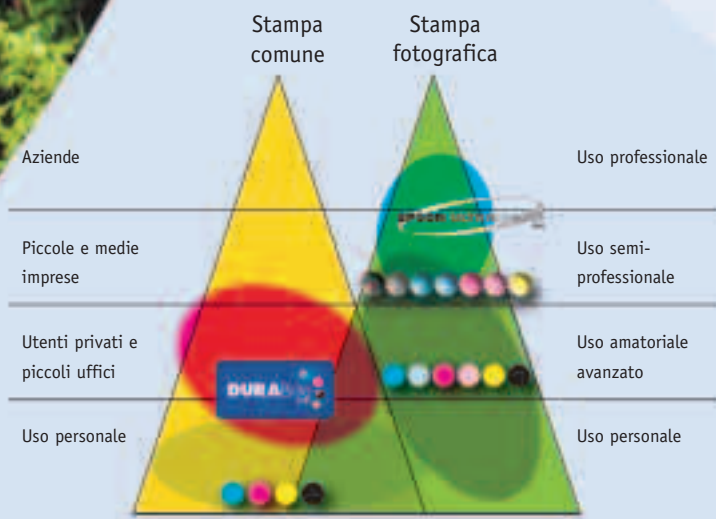 Stampa
comune
Stampa
fotografica
Aziende
Uso professionale
Piccole e medie
imprese
Uso semi-
professionale
Utenti privati e
piccoli uffici
Uso amatoriale
avanzato
DURA
Uso personale
Uso personale